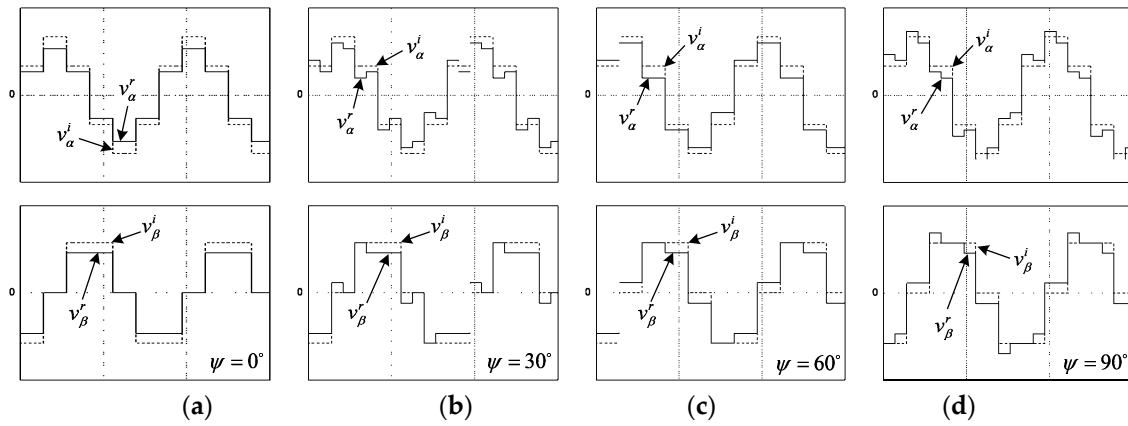 0
v_α^r
v_α^i
0
v_β^i
v_β^r
ψ = 0°
(a)
0
v_α^i
v_α^r
0
v_β^i
v_β^r
ψ = 30°
(b)
0
v_α^i
v_α^r
0
v_β^i
v_β^r
ψ = 60°
(c)
0
v_α^i
v_α^r
0
v_β^i
v_β^r
ψ = 90°
(d)